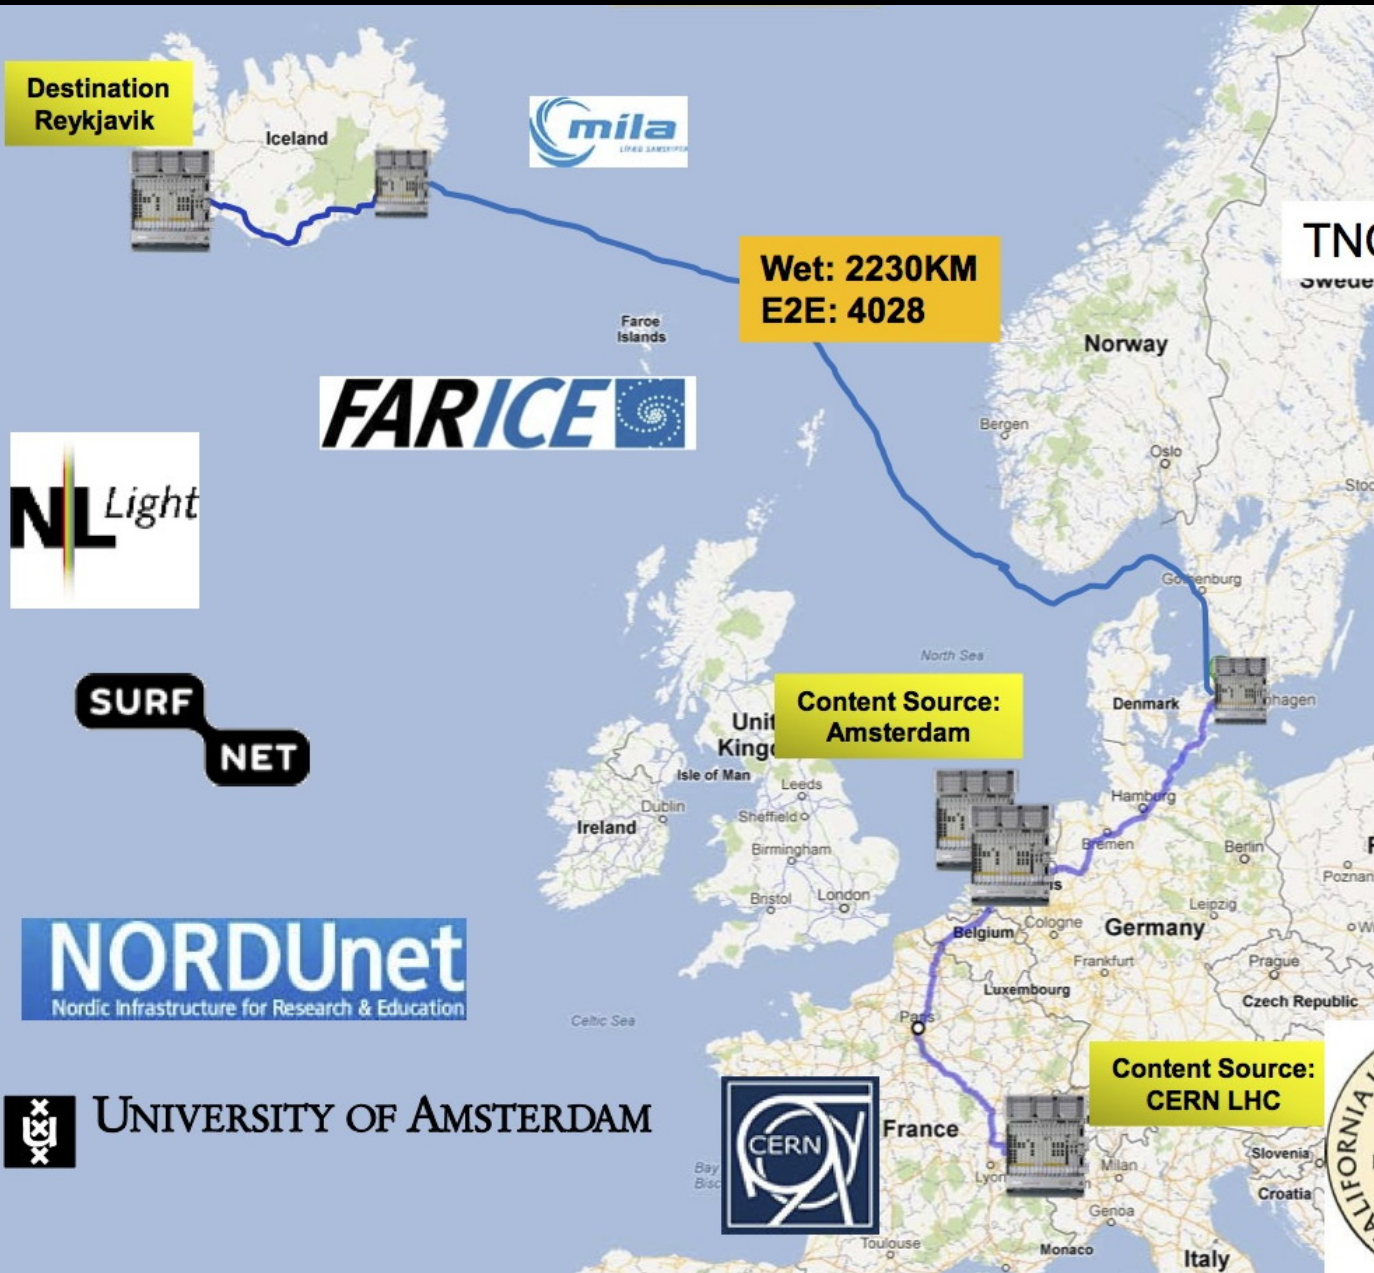 Destination
Reykjavik
Iceland
míla
Wet: 2230KM
E2E: 4028
Faroe
Islands
Norway
Bergen
Oslo
FARICE
NL Light
Gothenburg
North Sea
SURF
NET
Content Source:
Amsterdam
Denmark
Isle of Man
Leeds
Dublin
Sheffield
Ireland
Birmingham
Hamburg
Bremen
Berlin
Bristol
London
Leipzig
Cologne
Belgium
Germany
Frankfurt
Prague
Luxembourg
Czech Republic
NORDUnet
Nordic Infrastructure for Research & Education
Celtic Sea
Paris
Content Source:
CERN LHC
UNIVERSITY OF AMSTERDAM
CERN
France
Lyon
Milan
Slovenia
Croatia
Genoa
Toulouse
Monaco
Italy